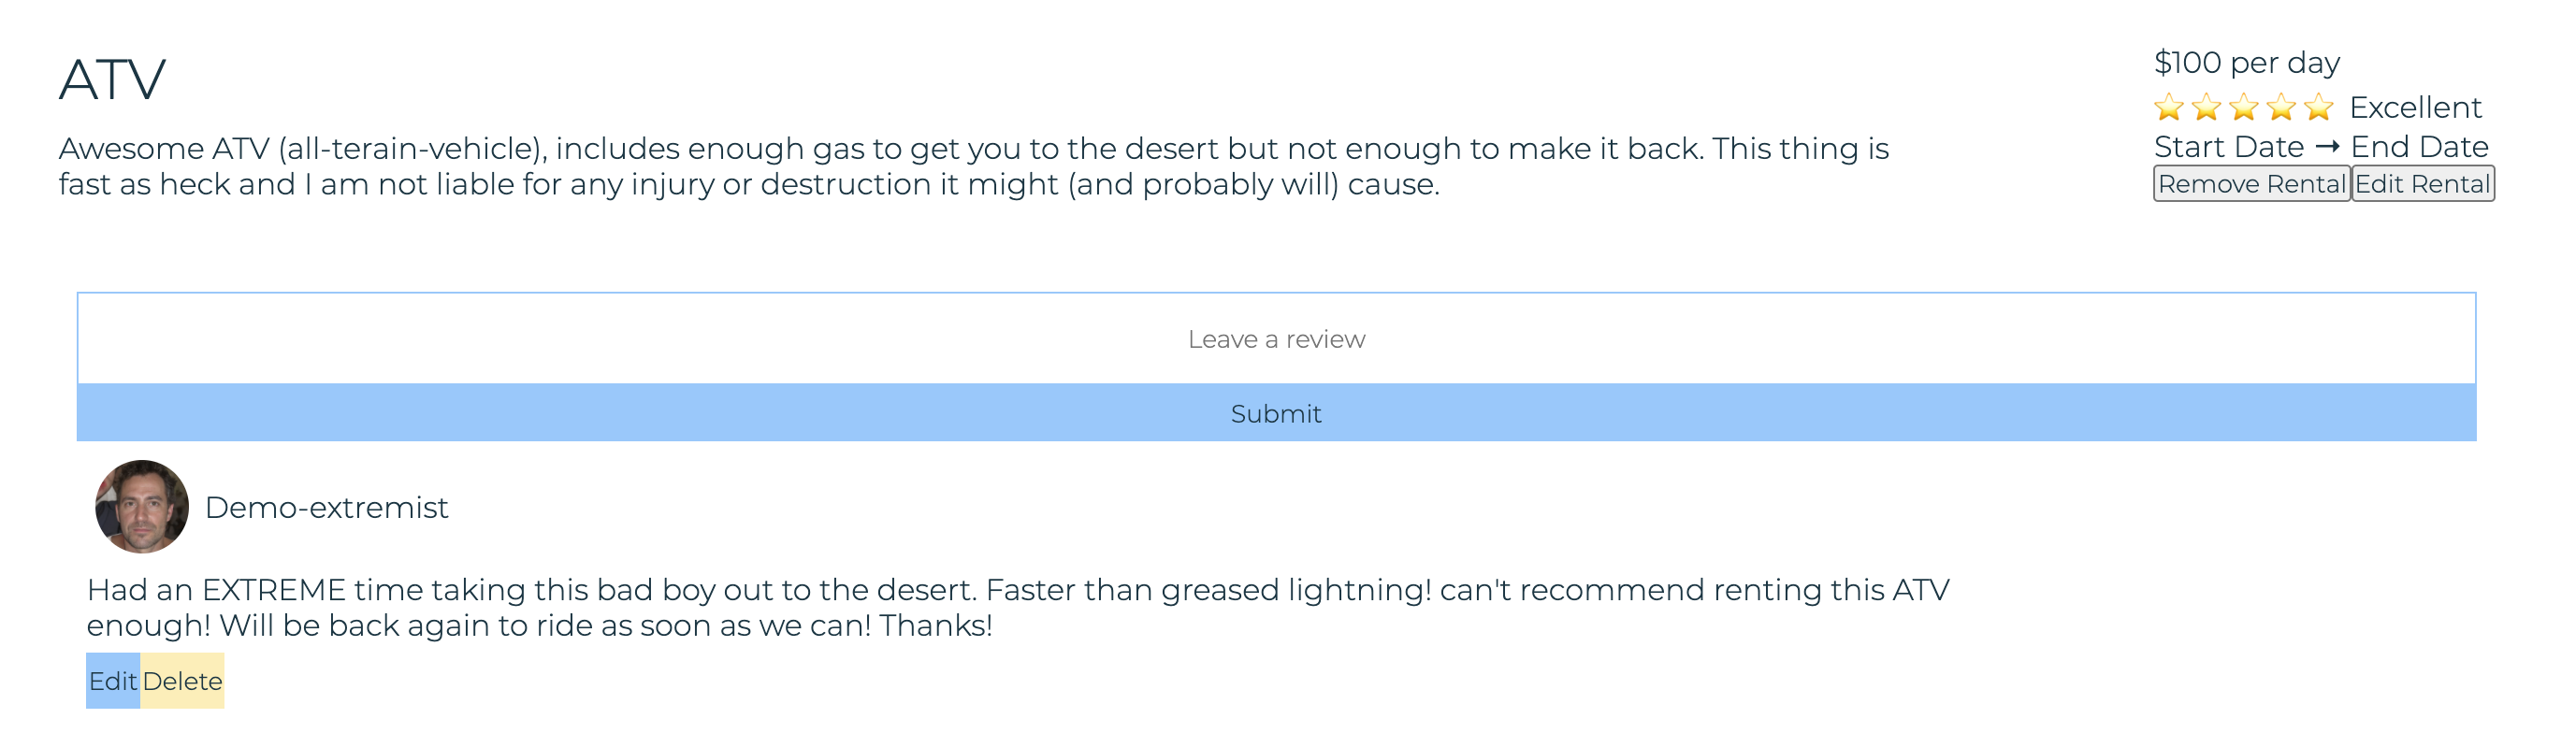 ATV
Awesome ATV (all-terain-vehicle), includes enough gas to get you to the desert but not enough to make it back. This thing is
fast as heck and I am not liable for any injury or destruction it might (and probably will) cause.
$100 per day
⭐⭐⭐⭐⭐ Excellent
Start Date → End Date
Remove Rental Edit Rental
Leave a review
Submit
Demo-extremist
Had an EXTREME time taking this bad boy out to the desert. Faster than greased lightning! can't recommend renting this ATV
enough! Will be back again to ride as soon as we can! Thanks!
Edit Delete